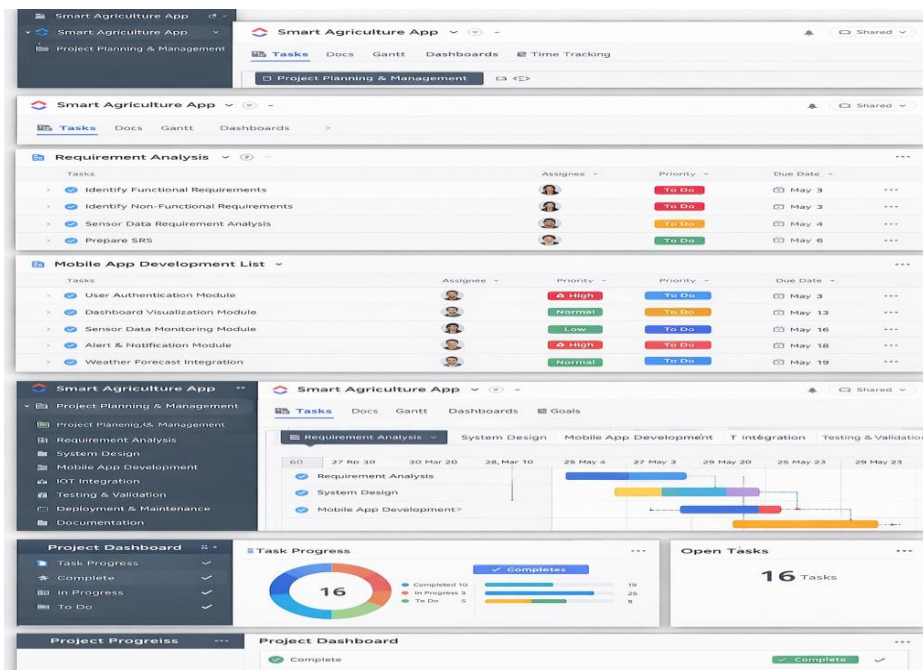 Smart Agriculture App
Smart Agriculture App
Project Planning & Management
Smart Agriculture App
Shared
Tasks Docs Gantt Dashboards Time Tracking
Project Planning & Management
Smart Agriculture App
Shared
Tasks Docs Gantt Dashboards >
Requirement Analysis
Tasks Assignee Priority Due Date
Identify Functional Requirements To Do May 3
Identify Non-Functional Requirements To Do May 3
Sensor Data Requirement Analysis To Do May 4
Prepare SRS To Do May 6
Mobile App Development List
Tasks Assignee Priority Priority Due Date
User Authentication Module High To Do May 3
Dashboard Visualization Module Normal To Do May 13
Sensor Data Monitoring Module Low To Do May 16
Alert & Notification Module High To Do May 18
Weather Forecast Integration Normal To Do May 19
Smart Agriculture App
Project Planning & Management
Requirement Analysis
System Design
Mobile App Development
IOT Integration
Testing & Validation
Deployment & Maintenance
Documentation
Smart Agriculture App
Shared
Tasks Docs Gantt Dashboards Goals
Requirement Analysis System Design Mobile App Development T Intégration Testing & Validation
60 27 Rp 30 30 Mar 20 28, Mar 10 28 May 4 27 May 3 29 May 20 25 May 23 29 May 23
Requirement Analysis
System Design
Mobile App Development>
Project Dashboard
Task Progress
Complete
In Progress
To Do
Task Progress
16
Completes
Completed 10 19
In Progress 3 25
To Do 5
Open Tasks
16 Tasks
Project Progreiss
Project Dashboard
Complete Complete